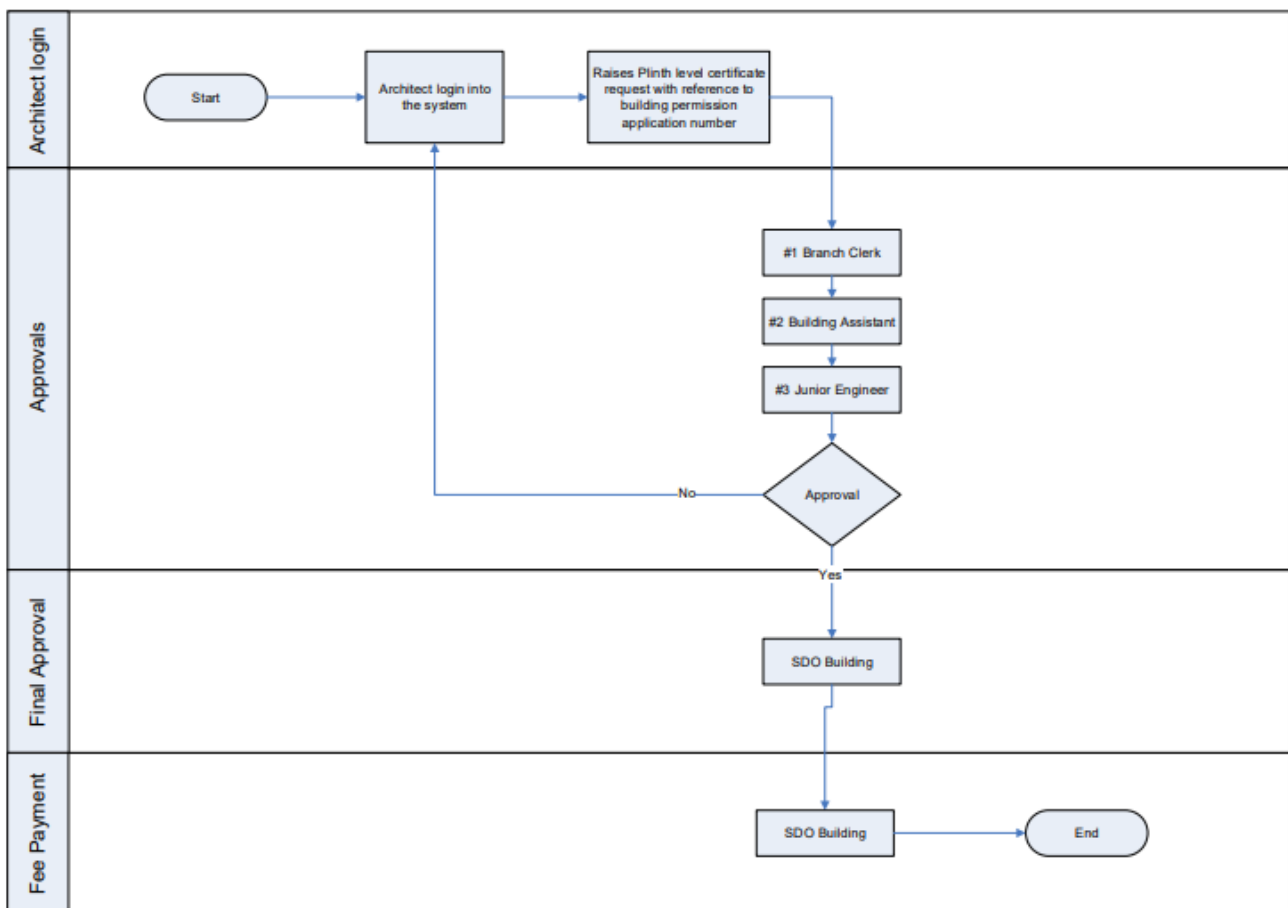 Architect login
Start
Architect login into
the system
Raises Plinth level certificate
request with reference to
building permission
application number
Approvals
#1 Branch Clerk
#2 Building Assistant
#3 Junior Engineer
Approval
No
Yes
Final Approval
SDO Building
Fee Payment
SDO Building
End